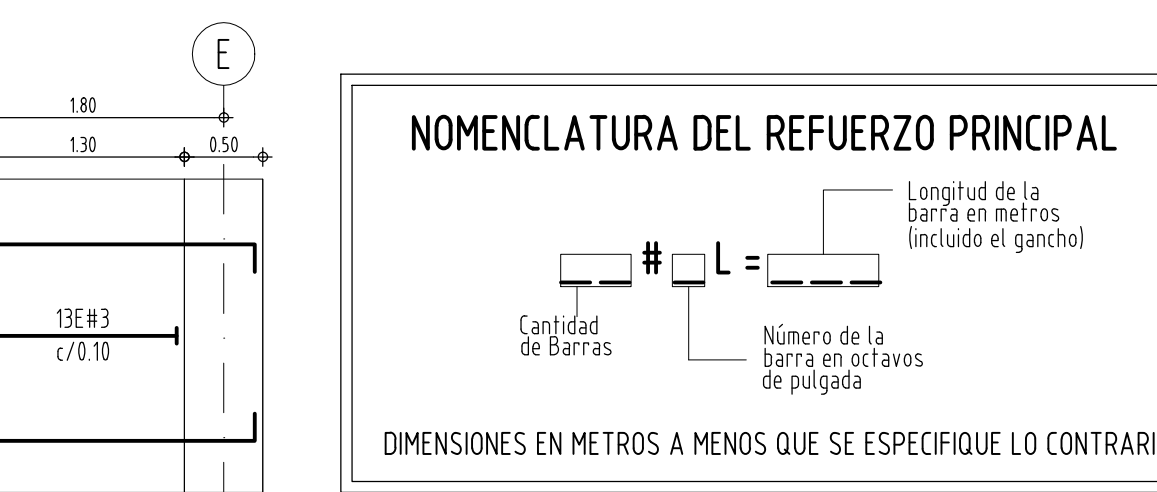 E
1.80
1.30
0.50
13E#3
c/0.10
NOMENCLATURA DEL REFUERZO PRINCIPAL
Longitud de la
barra en metros
(incluido el gancho)
# L =
Cantidad
de Barras
Número de la
barra en octavos
de pulgada
DIMENSIONES EN METROS A MENOS QUE SE ESPECIFIQUE LO CONTRARI